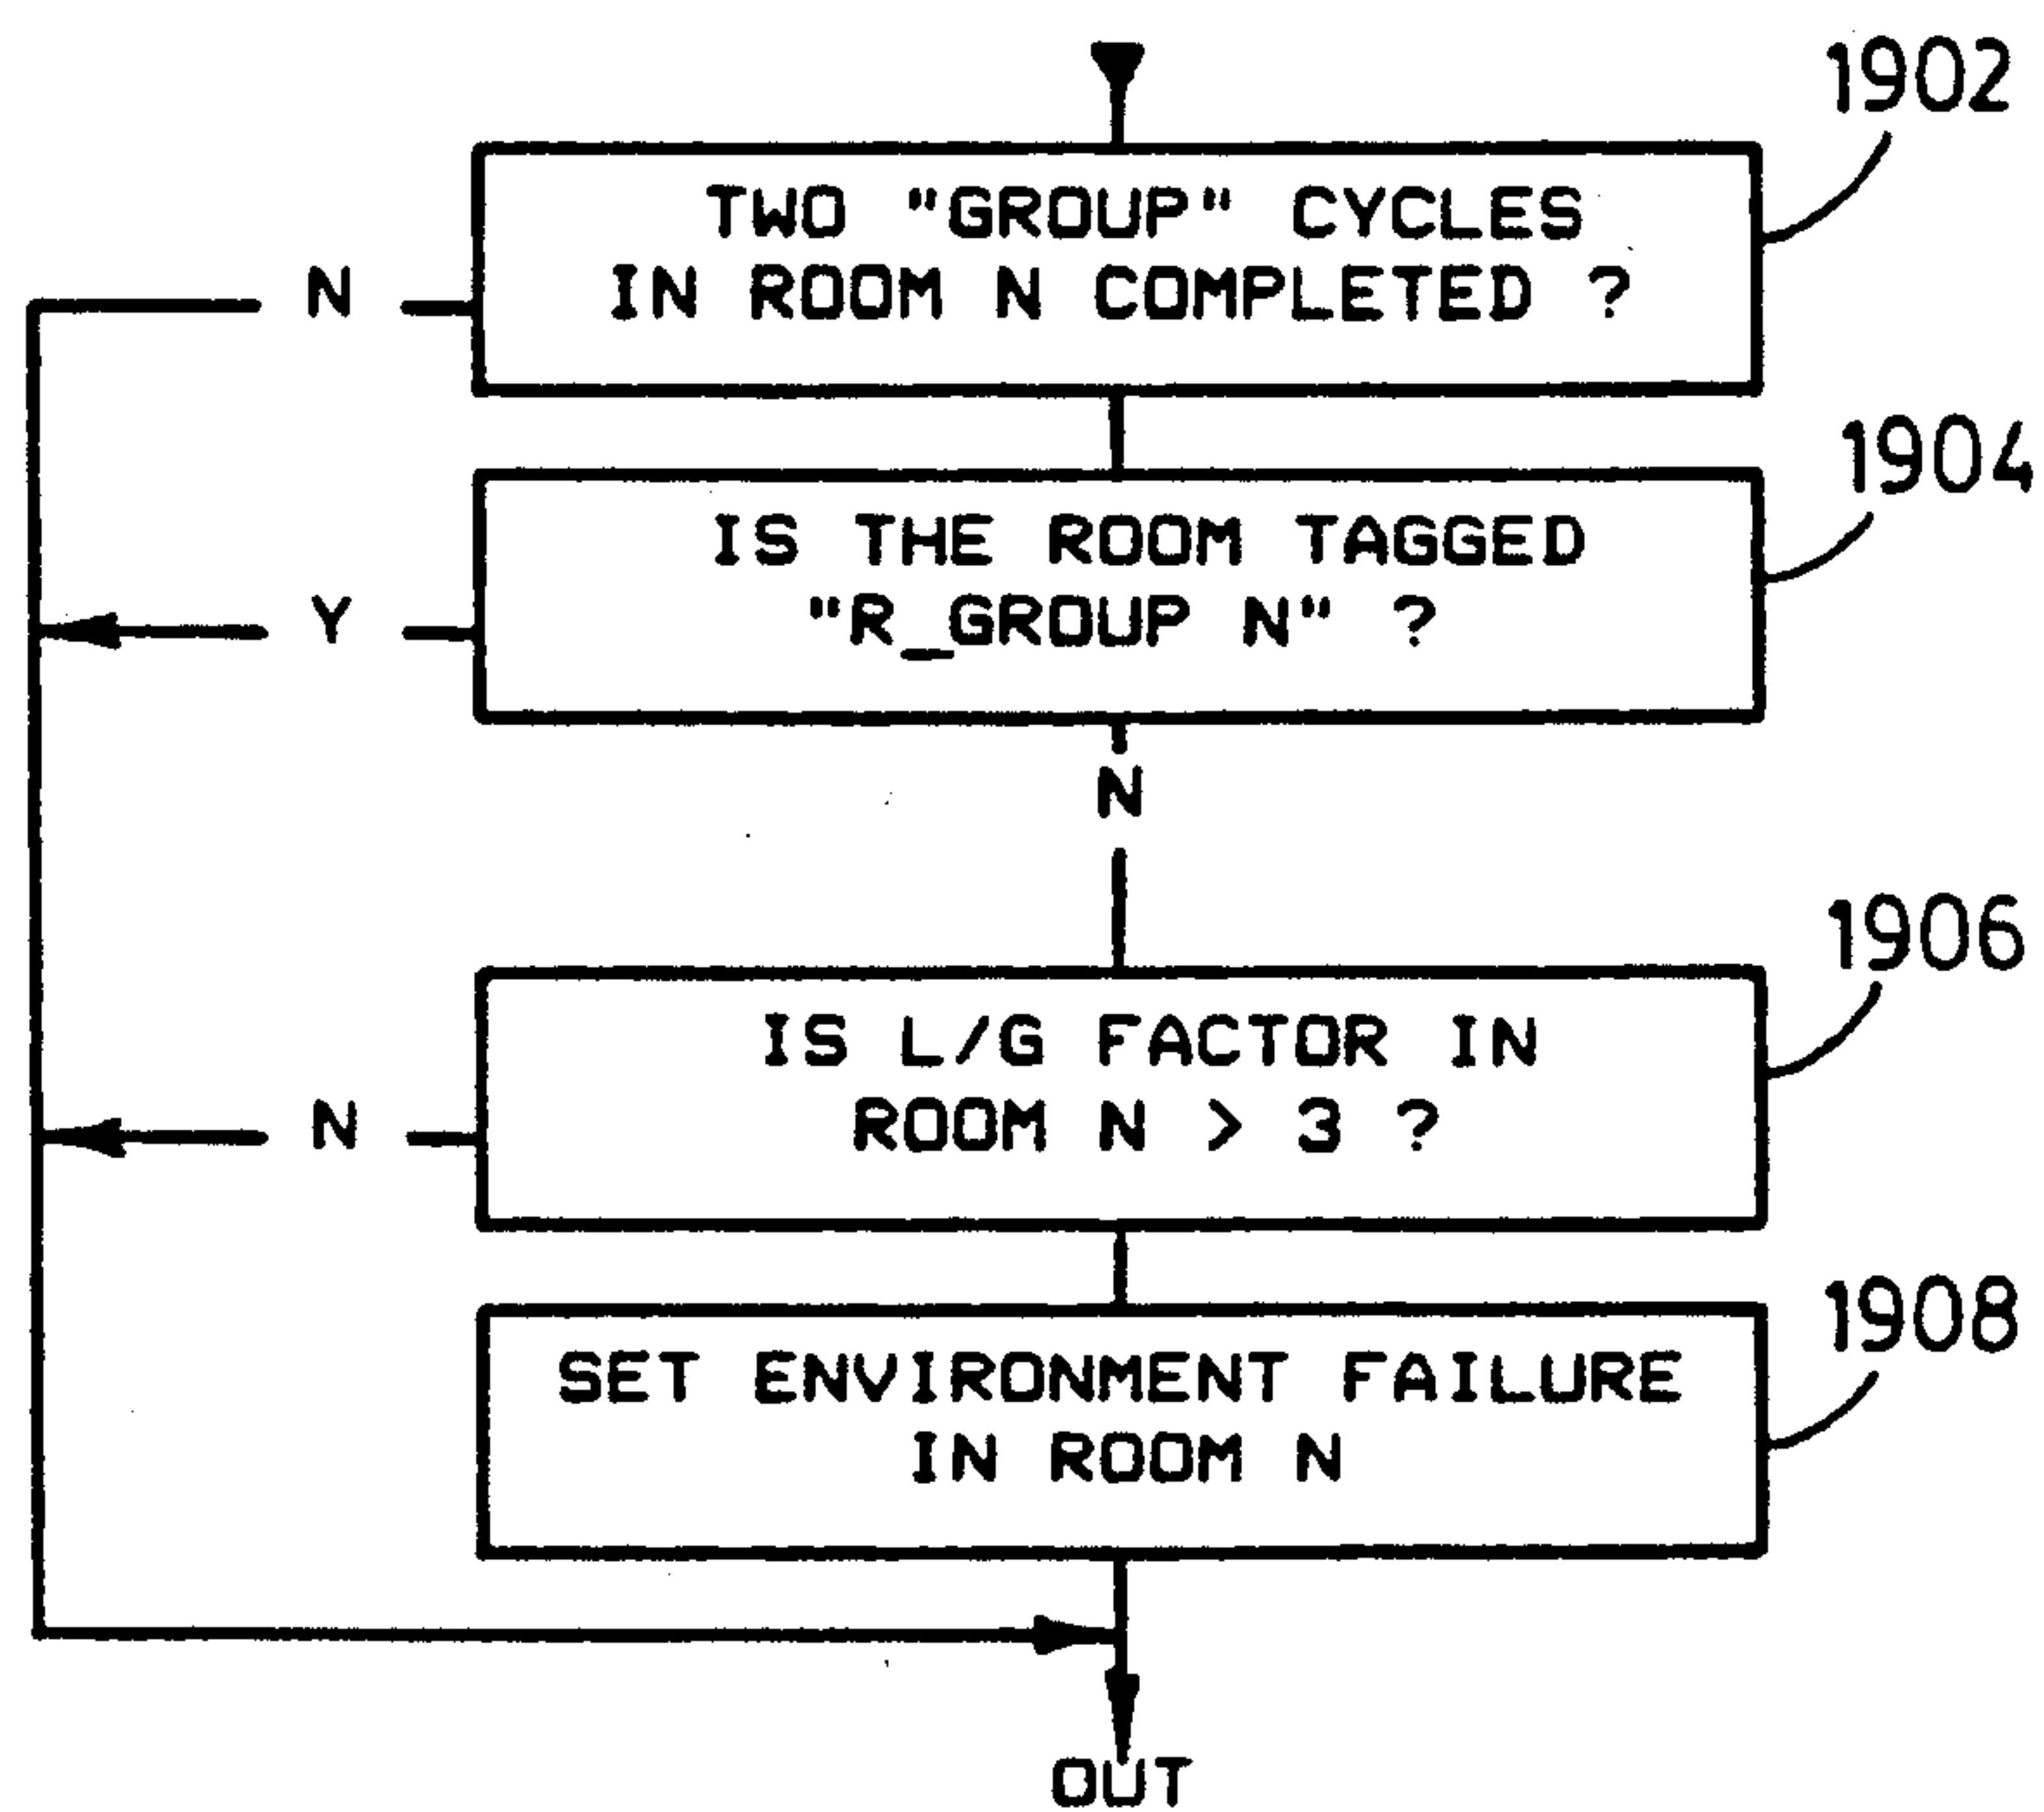 1902
TWO "GROUP" CYCLES
IN ROOM N COMPLETED ?
N
1904
IS THE ROOM TAGGED
"R_GROUP N" ?
Y
N
1906
IS L/G FACTOR IN
ROOM N > 3 ?
N
1908
SET ENVIRONMENT FAILURE
IN ROOM N
OUT